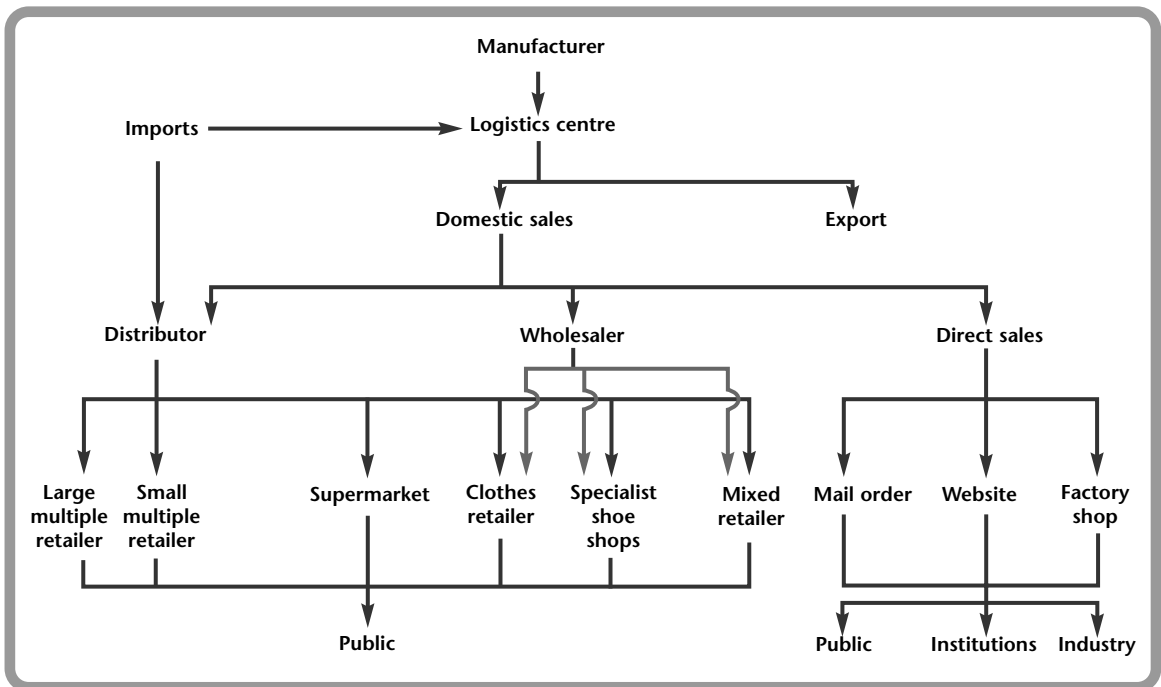 Manufacturer
Imports
Logistics centre
Domestic sales
Export
Distributor
Wholesaler
Direct sales
Large
multiple
retailer
Small
multiple
retailer
Supermarket
Clothes
retailer
Specialist
shoe
shops
Mixed
retailer
Mail order
Website
Factory
shop
Public
Public
Institutions
Industry